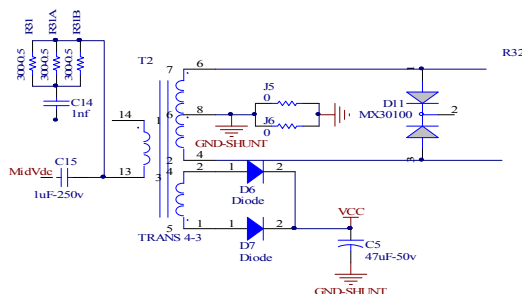 R31
R31A
R31B
300-0.5
300-0.5
300-0.5
C14
1nf
T2
7
6
R32
14
1
6
8
J5
0
J6
0
GND-SHUNT
1
D11
MX30100
2
3
MidVdc
C15
1uF-250v
13
3
2
4
4
2
1
D6
Diode
2
5
1
1
D7
Diode
2
TRANS 4-3
VCC
C5
47uF-50v
GND-SHUNT